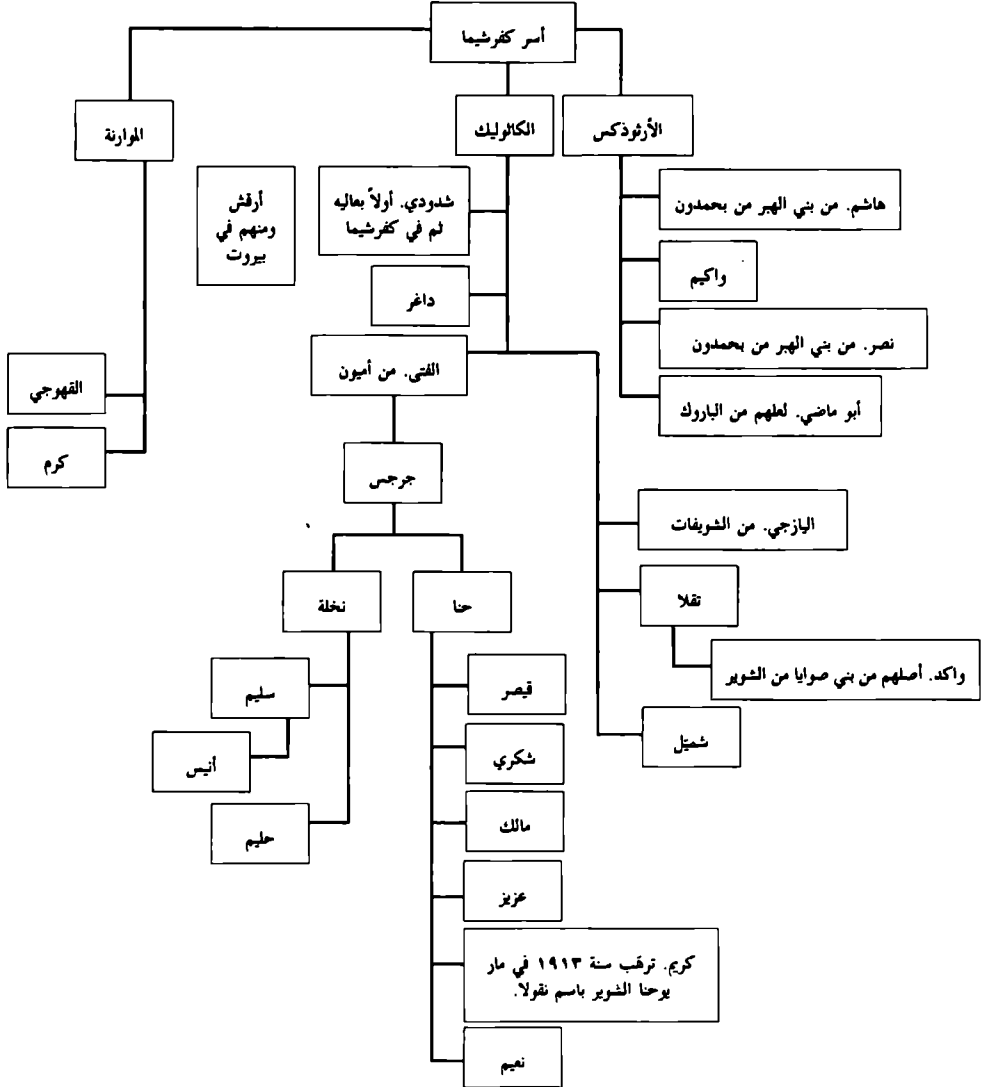 أسر كفرشيما
الأرثوذكس
هاشم. من بني الهبر من بحمدون
واكيم
نصر. من بني الهبر من بحمدون
أبو ماضي. لعلهم من الباروك
الكاثوليك
شدودي. أولاً بعاليه
لم في كفرشيما
داغر
الفتى. من أميون
جرجس
حنا
قيصر
شكري
مالك
عزيز
كريم. ترهّب سنة ١٩١٣ في مار
يوحنا الشوير باسم نقولا.
نعيم
نخلة
سليم
أنيس
حليم
اليازجي. من الشويفات
تقلا
واكد. أصلهم من بني صوايا من الشوير
شميّل
الموارنة
أرقش
ومنهم في
بيروت
القهوجي
كرم